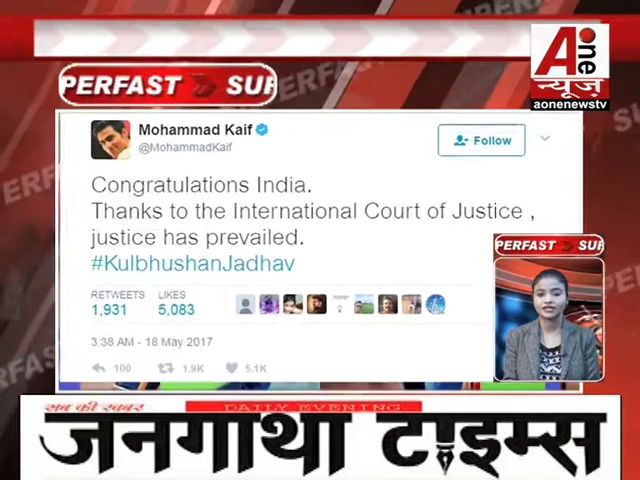 A one
न्यूज़
aonenewstv
PERFAST SUP
Mohammad Kaif
@MohammadKaif
Follow
Congratulations India.
Thanks to the International Court of Justice ,
justice has prevailed.
#KulbhushanJadhav
RETWEETS LIKES
1,931 5,083
3:38 AM - 18 May 2017
100 1.9K 5.1K
PERFAST SUP
सब की खबर
DAILY EVENING
जनगाथा टाइम्स